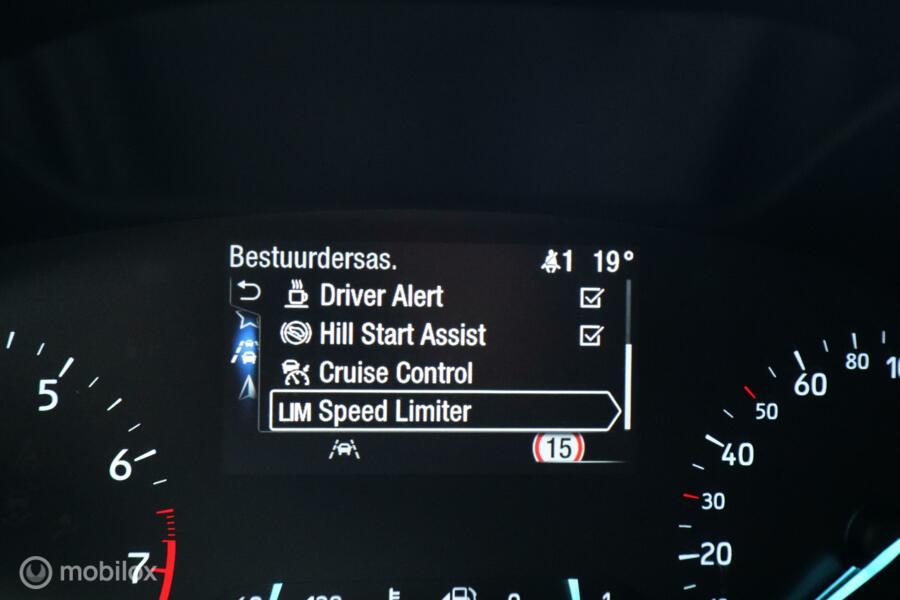 Bestuurdersas. 1 19°
Driver Alert
Hill Start Assist
Cruise Control
LIM Speed Limiter
15
5
6
7
20
30
40
50
60
80
mobilox